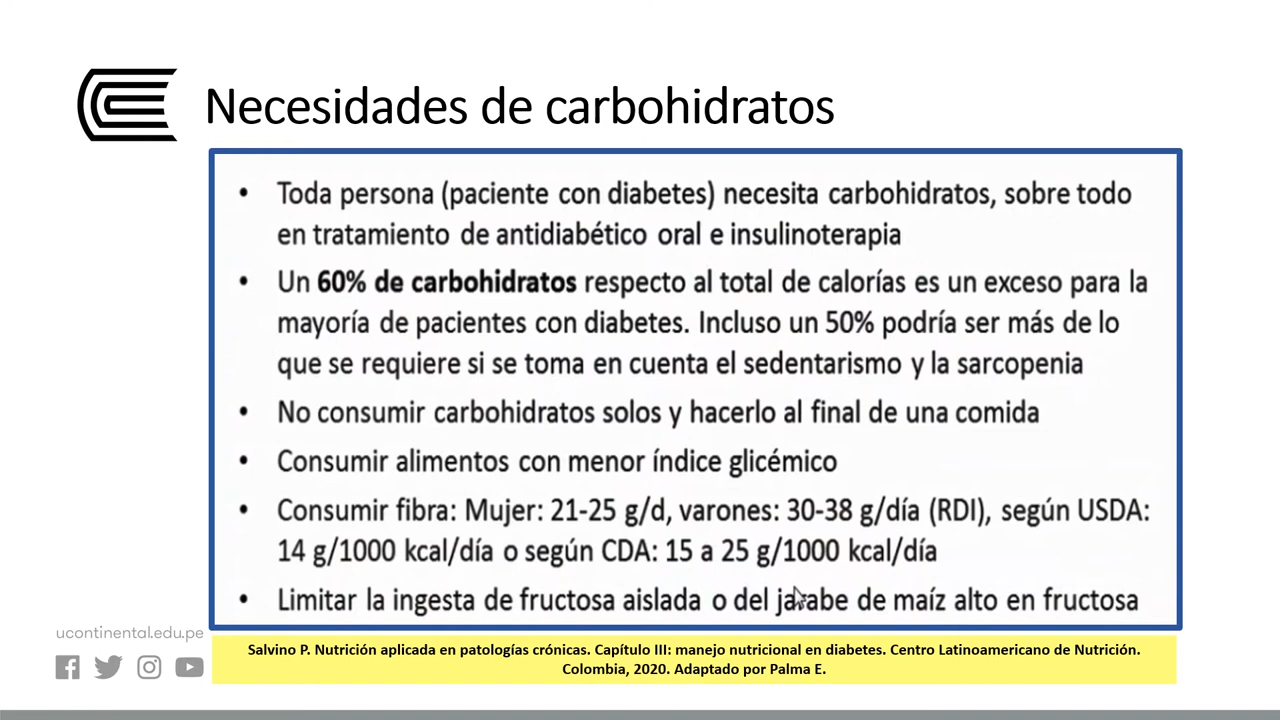 Necesidades de carbohidratos
• Toda persona (paciente con diabetes) necesita carbohidratos, sobre todo
en tratamiento de antidiabético oral e insulinoterapia
• Un 60% de carbohidratos respecto al total de calorías es un exceso para la
mayoría de pacientes con diabetes. Incluso un 50% podría ser más de lo
que se requiere si se toma en cuenta el sedentarismo y la sarcopenia
• No consumir carbohidratos solos y hacerlo al final de una comida
• Consumir alimentos con menor índice glicémico
• Consumir fibra: Mujer: 21-25 g/d, varones: 30-38 g/día (RDI), según USDA:
14 g/1000 kcal/día o según CDA: 15 a 25 g/1000 kcal/día
• Limitar la ingesta de fructosa aislada o del jarabe de maíz alto en fructosa
ucontinental.edu.pe
Salvino P. Nutrición aplicada en patologías crónicas. Capítulo III: manejo nutricional en diabetes. Centro Latinoamericano de Nutrición.
Colombia, 2020. Adaptado por Palma E.